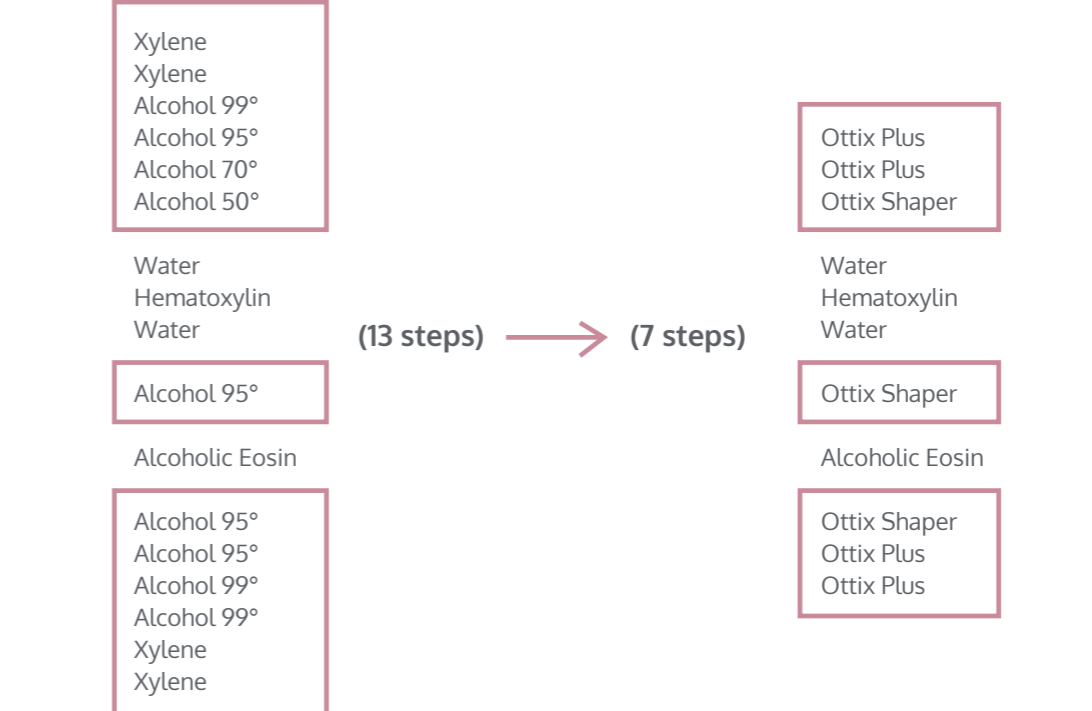 Xylene
Xylene
Alcohol 99°
Alcohol 95°
Alcohol 70°
Alcohol 50°
Water
Hematoxylin
Water
Alcohol 95°
Alcoholic Eosin
Alcohol 95°
Alcohol 95°
Alcohol 99°
Alcohol 99°
Xylene
Xylene
(13 steps)
(7 steps)
Ottix Plus
Ottix Plus
Ottix Shaper
Water
Hematoxylin
Water
Ottix Shaper
Alcoholic Eosin
Ottix Shaper
Ottix Plus
Ottix Plus